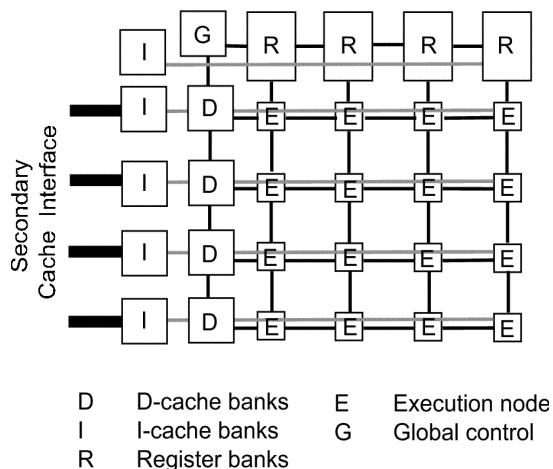 G R R R R
I
I D E E E E
I D E E E E
I D E E E E
I D E E E E
Secondary
Cache Interface
D D-cache banks E Execution node
I I-cache banks G Global control
R Register banks